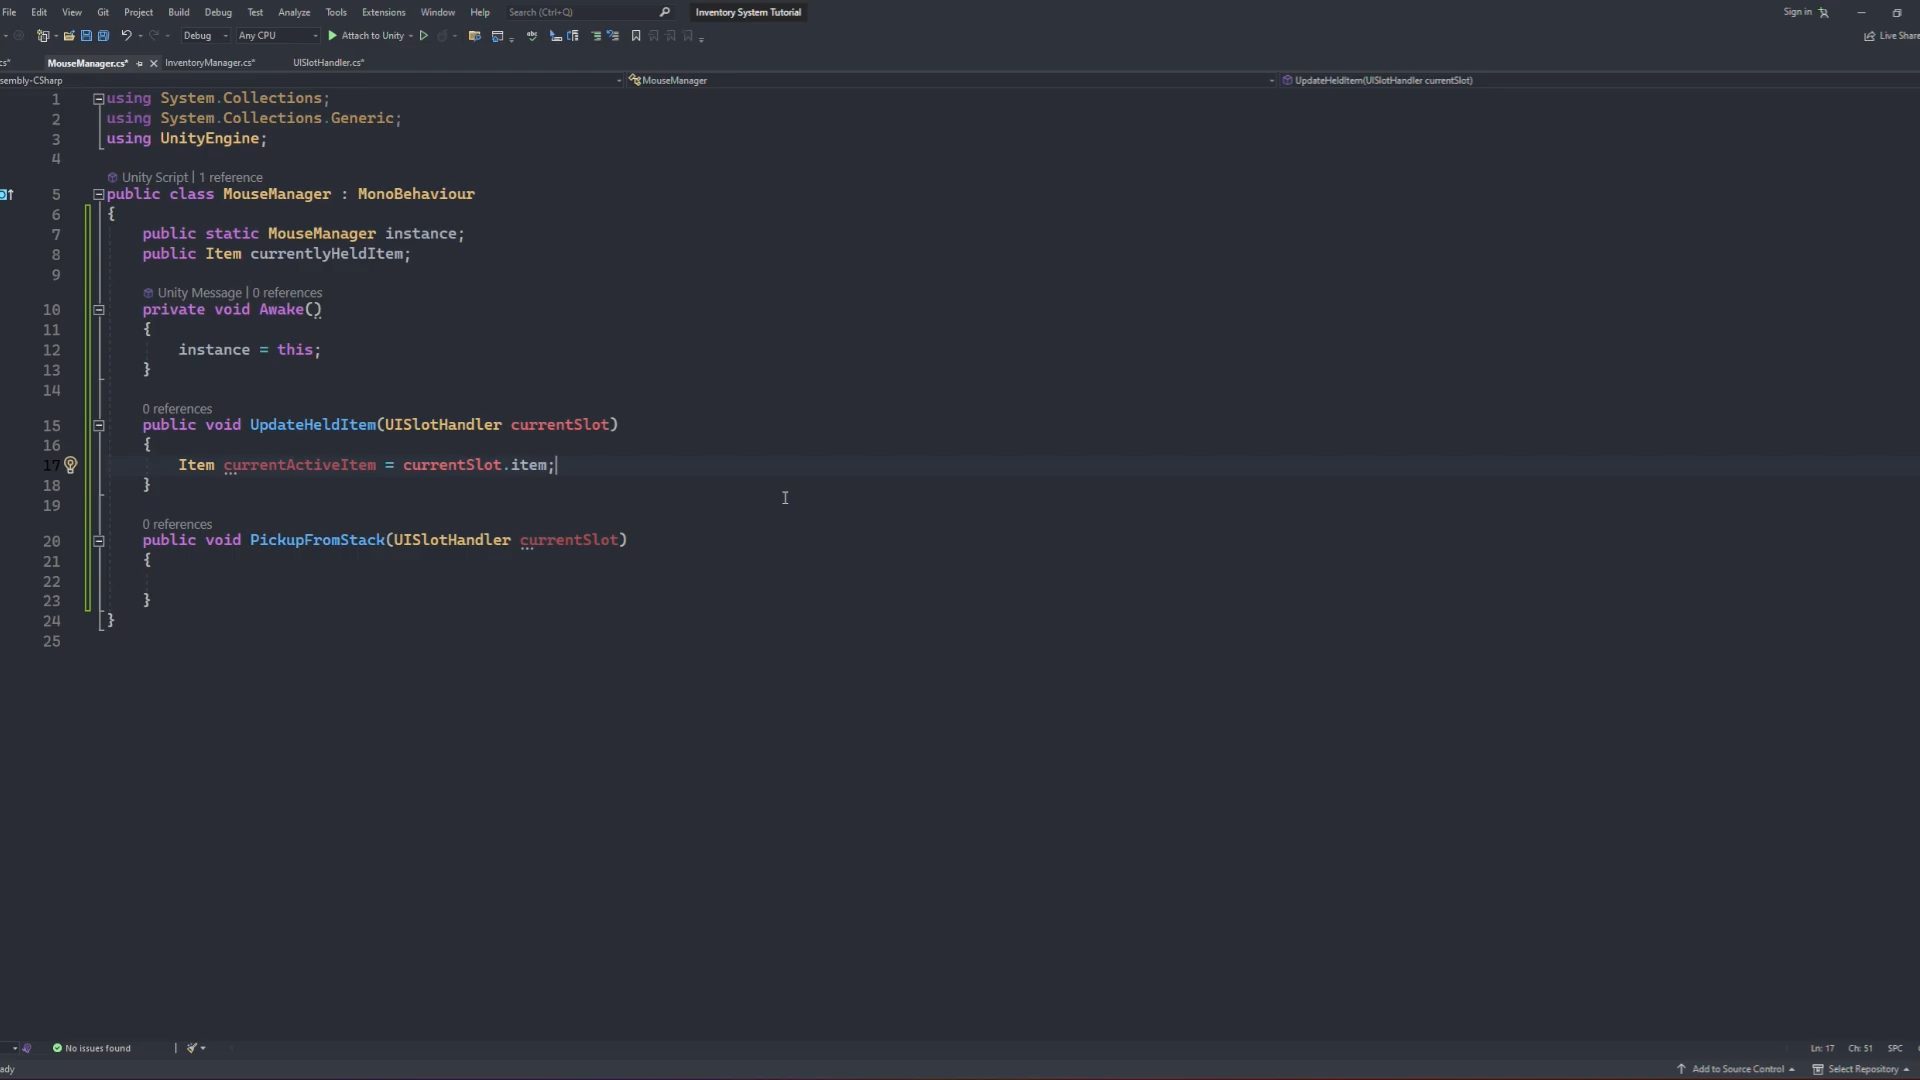 File Edit View Git Project Build Debug Test Analyze Tools Extensions Window Help Search (Ctrl+Q) Inventory System Tutorial Sign in
Debug Any CPU Attach to Unity Live Share
cs* MouseManager.cs* InventoryManager.cs* UISlotHandler.cs*
sembly-CSharp MouseManager UpdateHeldItem(UISlotHandler currentSlot)
1 using System.Collections;
2 using System.Collections.Generic;
3 using UnityEngine;
4
Unity Script | 1 reference
5 public class MouseManager : MonoBehaviour
6 {
7 public static MouseManager instance;
8 public Item currentlyHeldItem;
9
Unity Message | 0 references
10 private void Awake()
11 {
12 instance = this;
13 }
14
0 references
15 public void UpdateHeldItem(UISlotHandler currentSlot)
16 {
17 Item currentActiveItem = currentSlot.item;
18 }
19
0 references
20 public void PickupFromStack(UISlotHandler currentSlot)
21 {
22
23 }
24 }
25
No issues found Ln: 17 Ch: 51 SPC
ady Add to Source Control Select Repository